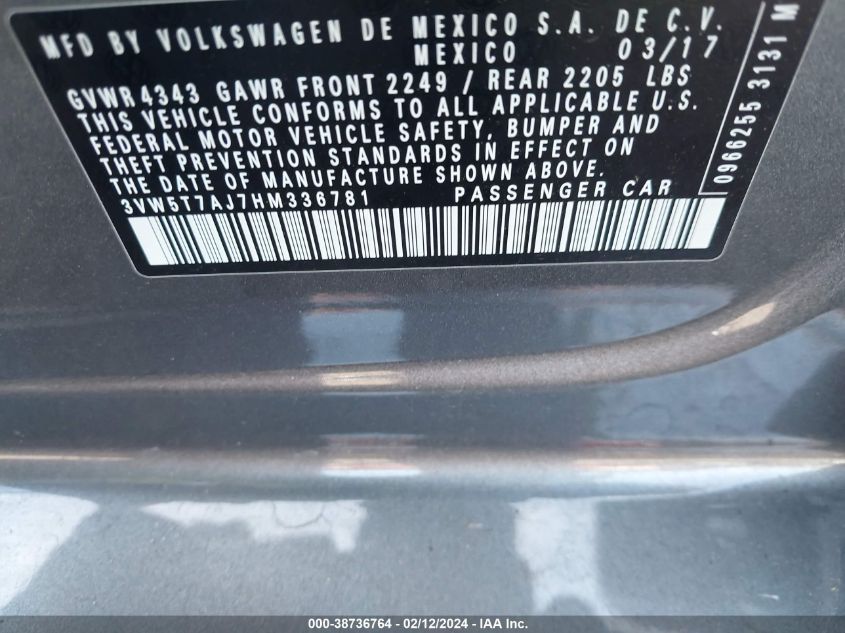 MFD BY VOLKSWAGEN DE MEXICO S.A. DE C.V.
MEXICO 03/17
GVWR 4343 GAWR FRONT 2249 / REAR 2205 LBS
THIS VEHICLE CONFORMS TO ALL APPLICABLE U.S.
FEDERAL MOTOR VEHICLE SAFETY, BUMPER AND
THEFT PREVENTION STANDARDS IN EFFECT ON
THE DATE OF MANUFACTURE SHOWN ABOVE.
3VW5T7AJ7HM336781 PASSENGER CAR
0966255 3131 M
000-38736764 - 02/12/2024 - IAA Inc.